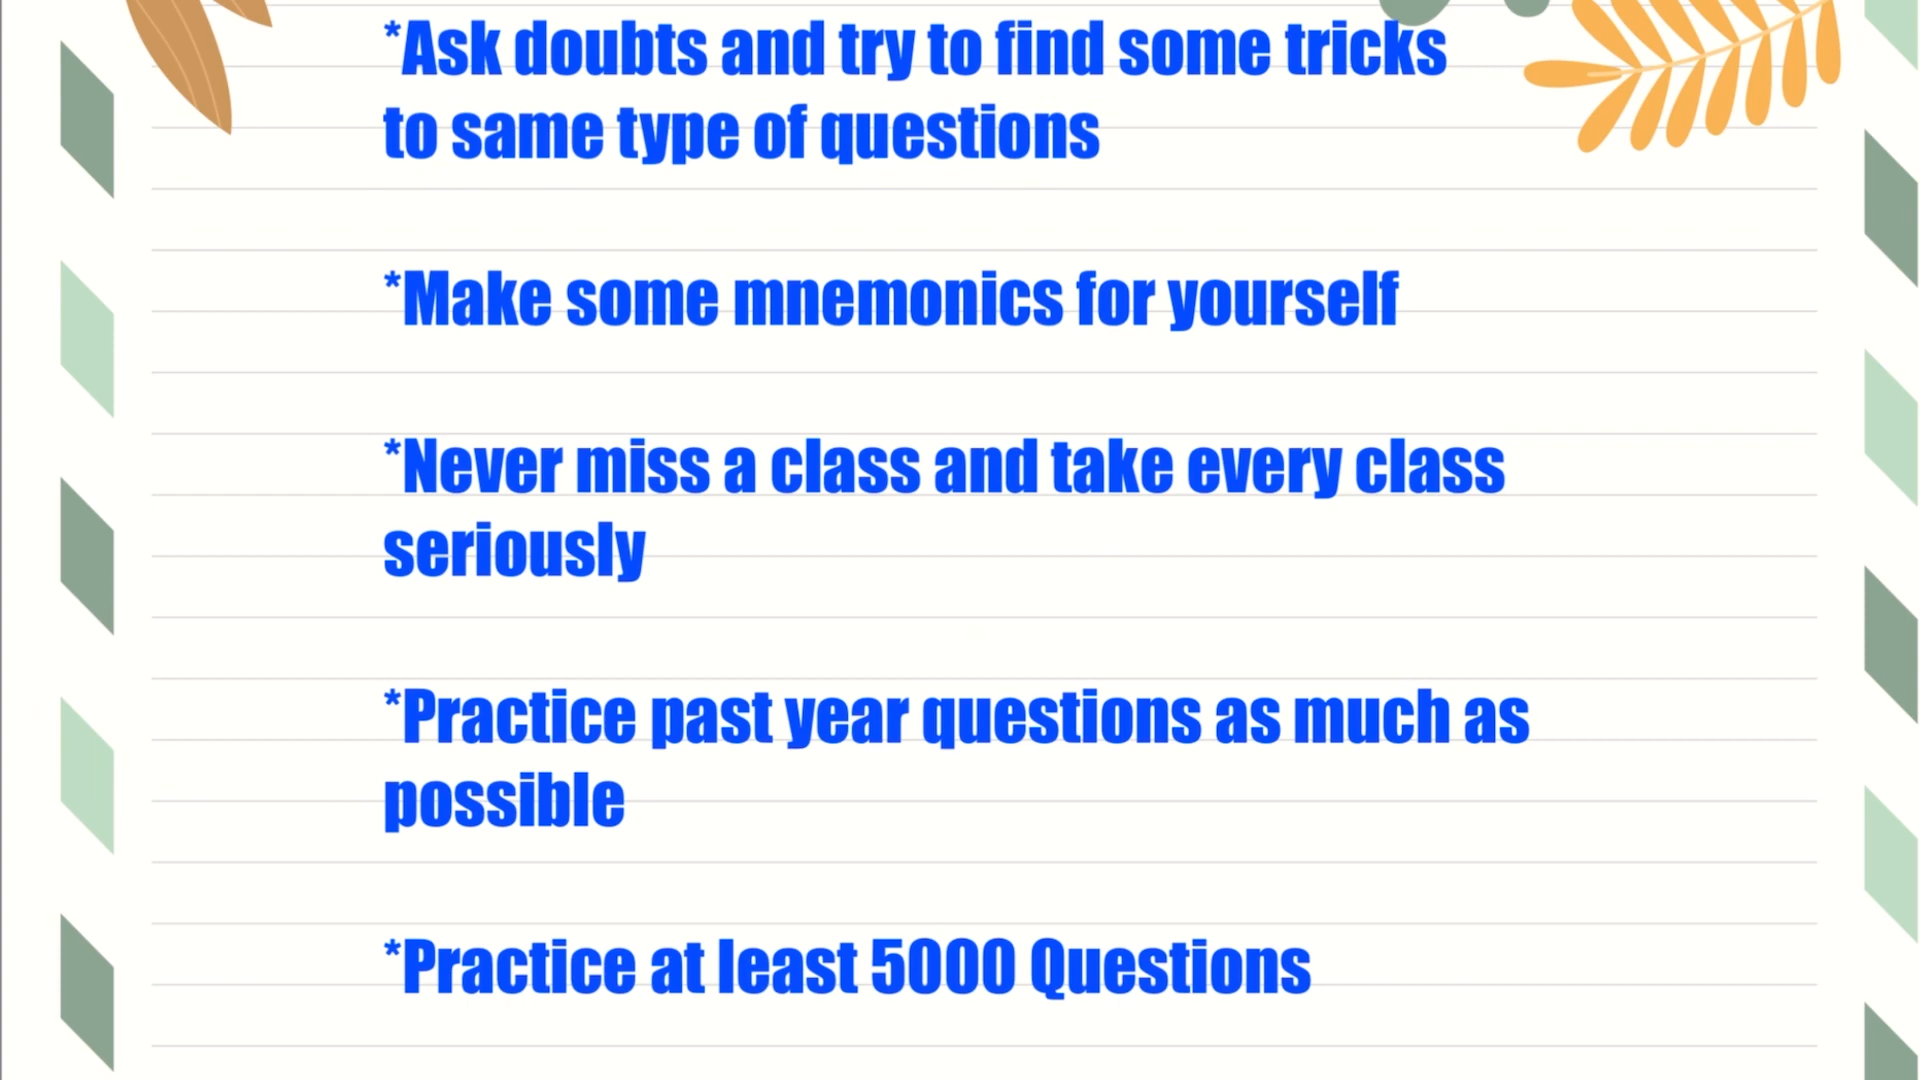 *Ask doubts and try to find some tricks
to same type of questions
*Make some mnemonics for yourself
*Never miss a class and take every class
seriously
*Practice past year questions as much as
possible
*Practice at least 5000 Questions